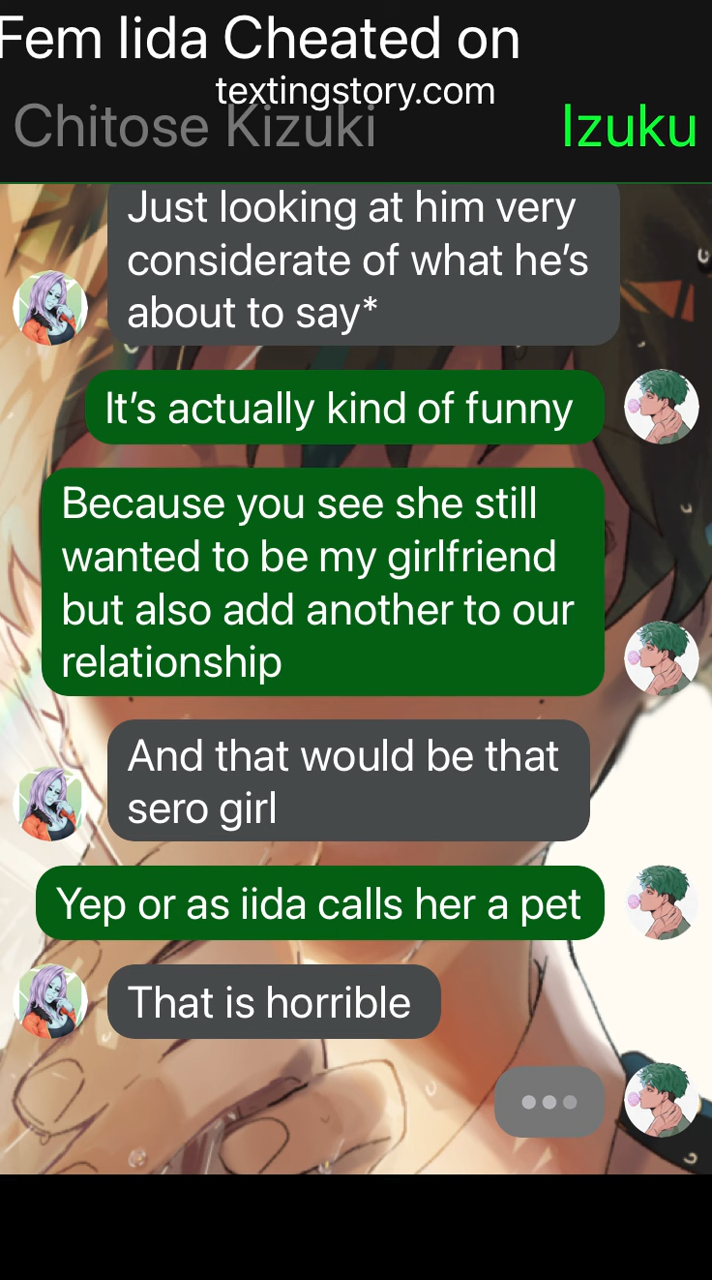 Fem Iida Cheated on
textingstory.com
Chitose Kizuki
Izuku
Just looking at him very
considerate of what he’s
about to say*
It’s actually kind of funny
Because you see she still
wanted to be my girlfriend
but also add another to our
relationship
And that would be that
sero girl
Yep or as iida calls her a pet
That is horrible